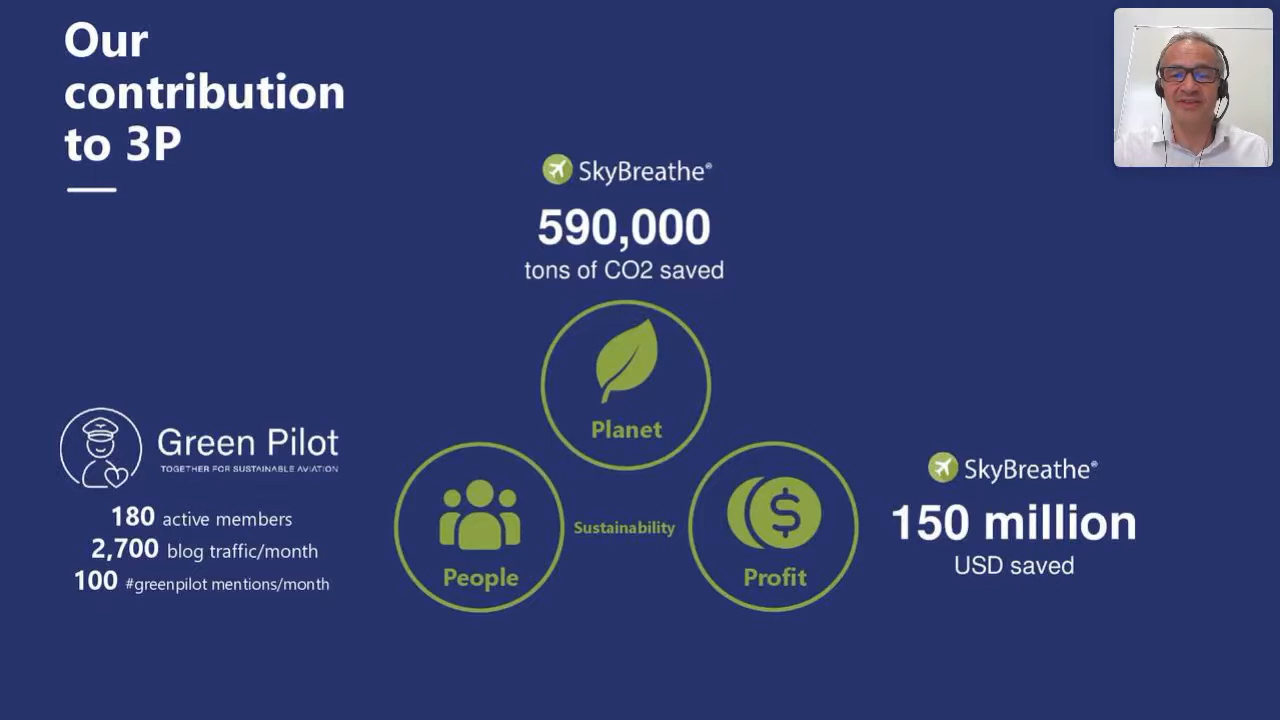 Our
contribution
to 3P
SkyBreathe®
590,000
tons of CO2 saved
Planet
Green Pilot
TOGETHER FOR SUSTAINABLE AVIATION
180 active members
2,700 blog traffic/month
100 #greenpilot mentions/month
People
Sustainability
Profit
SkyBreathe®
150 million
USD saved